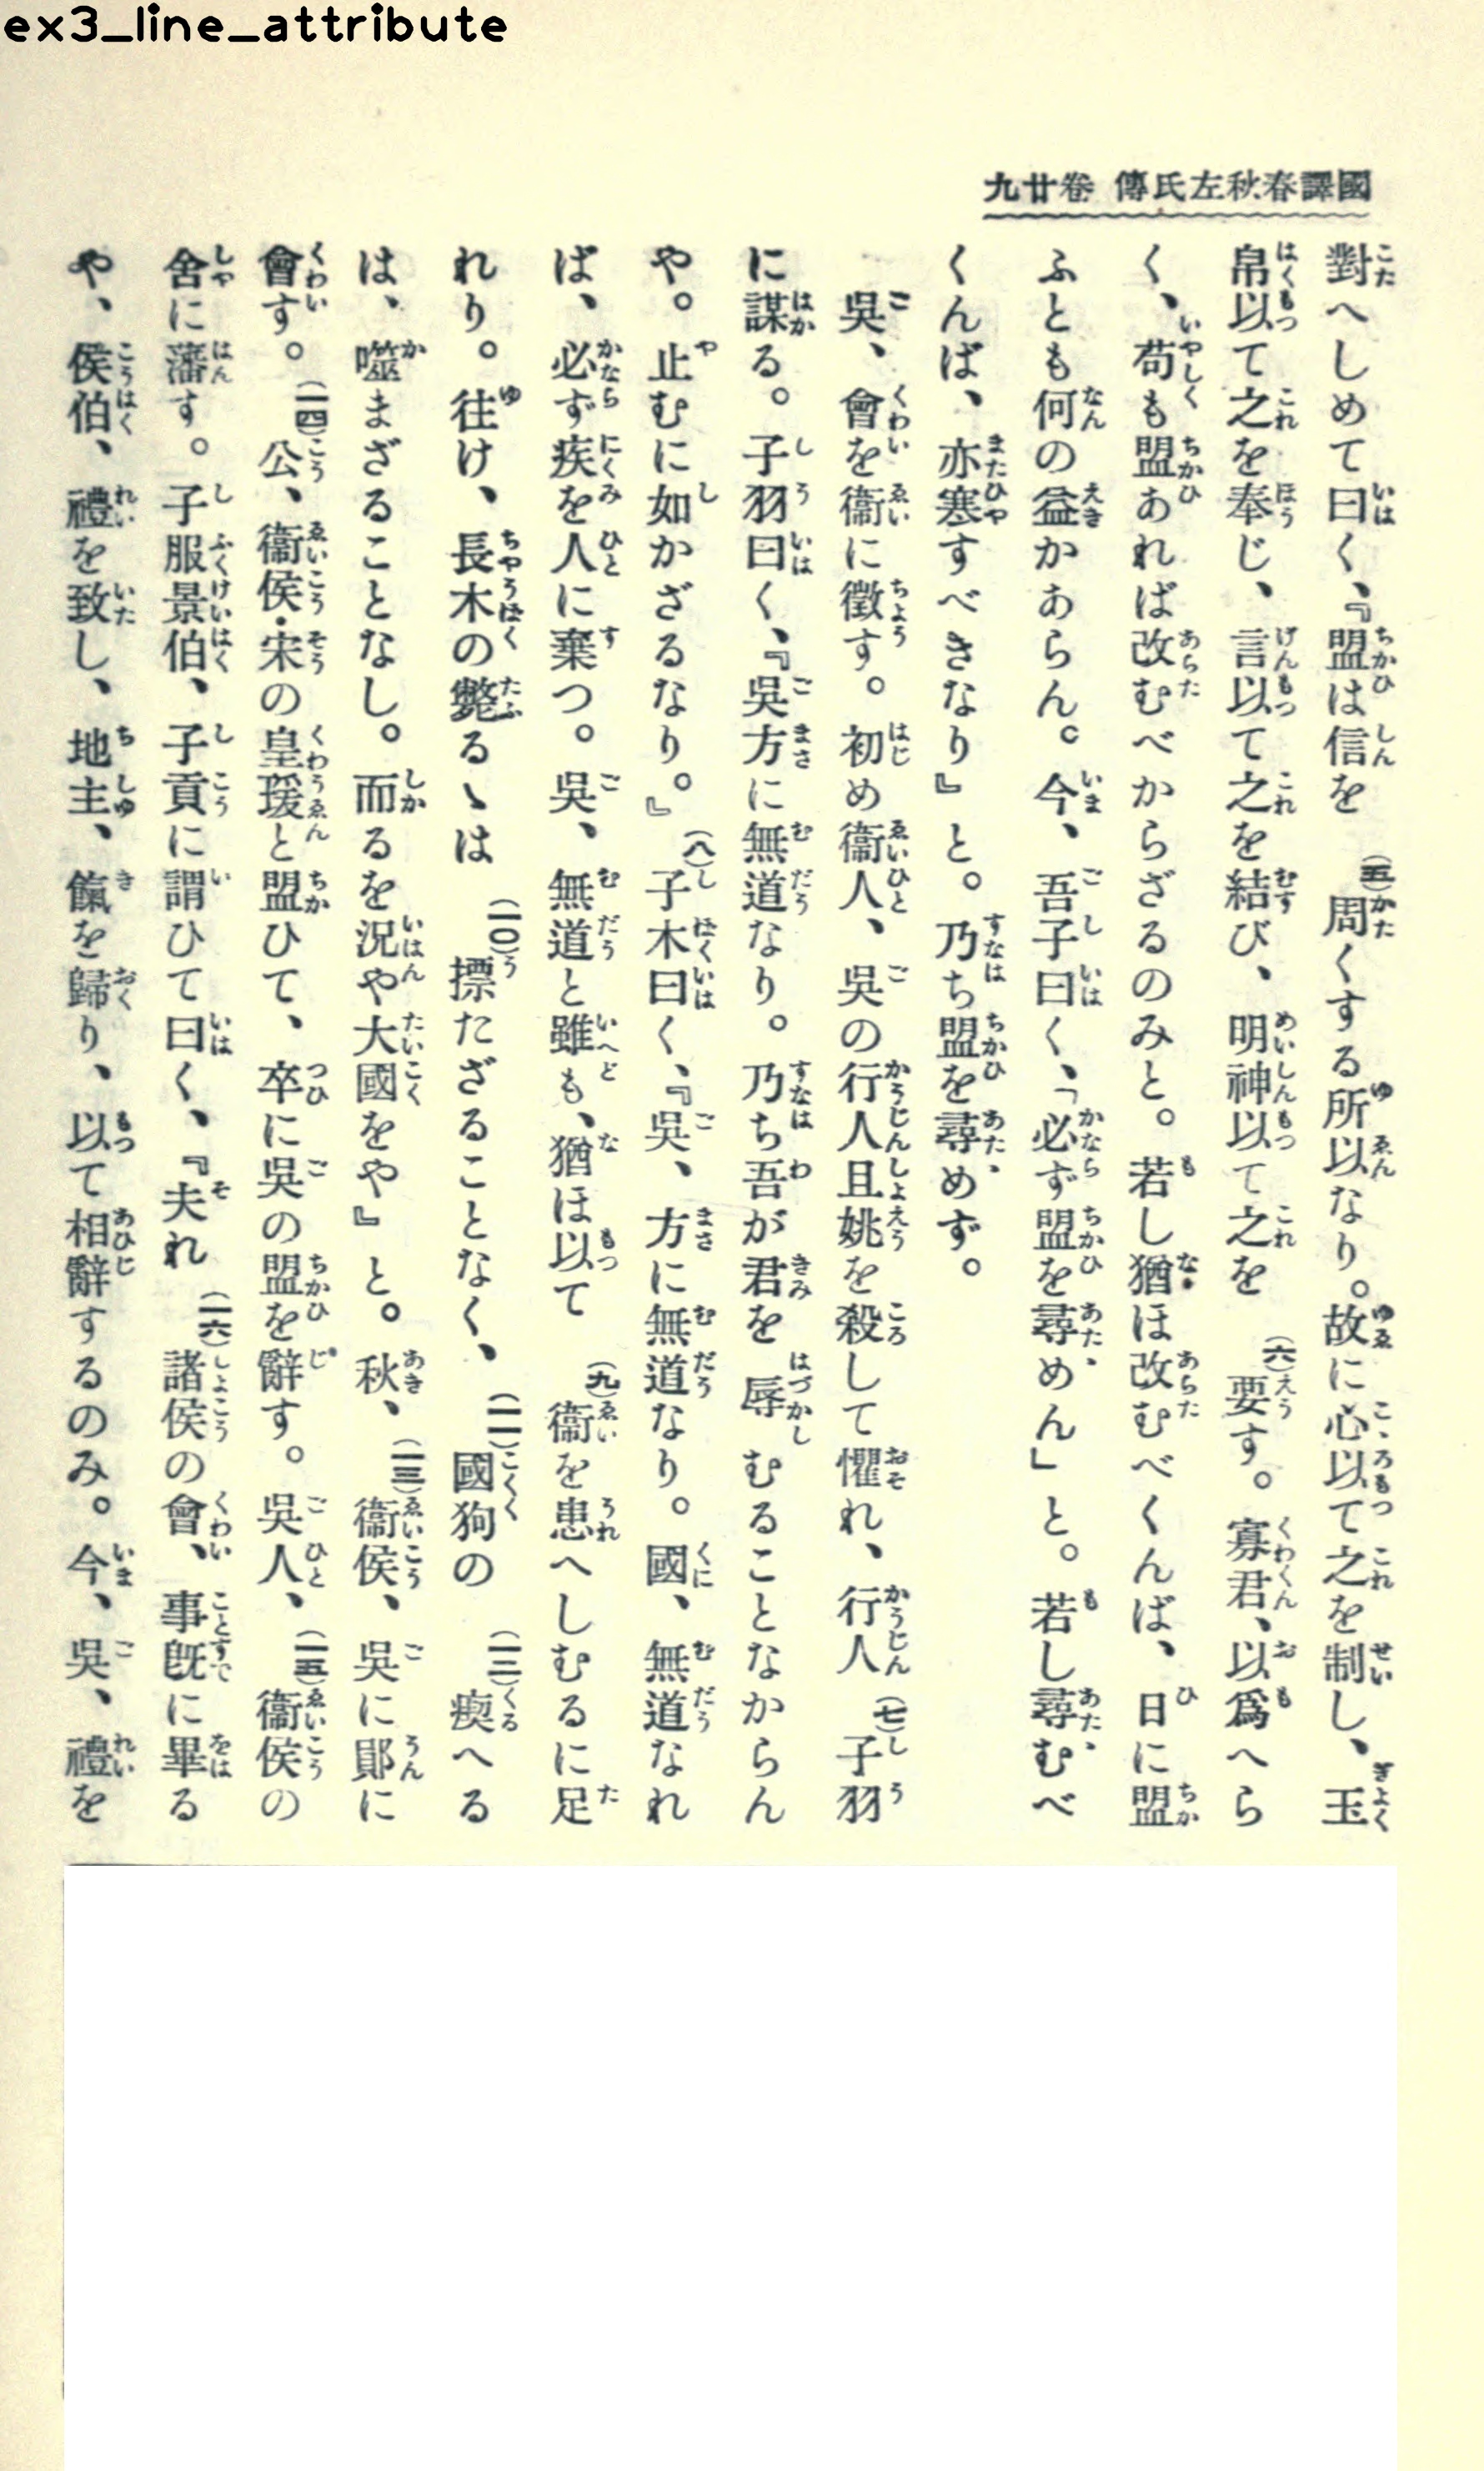 ex3_line_attribute
國譯春秋左氏傳 卷廿九
對へしめて曰く、『盟は信を(五)周くする所以なり。故に心以て之を制し、玉
帛以て之を奉じ、言以て之を結び、明神以て之を(六)要す。寡君、以爲へら
く、苟も盟あれば改むべからざるのみと。若し猶ほ改むべくんば、日に盟
ふとも何の益かあらん。今、吾子曰く、「必ず盟を尋めん」と。若し尋むべ
くんば、亦寒すべきなり』と。乃ち盟を尋めず。
吳、會を衞に徵す。初め衞人、吳の行人且姚を殺して懼れ、行人(七)子羽
に謀る。子羽曰く、『吳方に無道なり。乃ち吾が君を辱むることなからん
や。止むに如かざるなり。』(八)子木曰く、『吳、方に無道なり。國、無道なれ
ば、必ず疾を人に棄つ。吳、無道と雖も、猶ほ以て(九)衞を患へしむるに足
れり。往け、長木の斃るゝは(一〇)摽たざることなく、(一一)國狗の(一二)瘈へる
は、噬まざることなし。而るを況や大國をや』と。秋、(一三)衞侯、吳に鄖に
會す。(一四)公、衞侯・宋の皇瑗と盟ひて、卒に吳の盟を辭す。吳人、(一五)衞侯の
舍に藩す。子服景伯、子貢に謂ひて曰く、『夫れ(一六)諸侯の會、事既に畢る
や、侯伯、禮を致し、地主、餼を歸り、以て相辭するのみ。今、吳、禮を